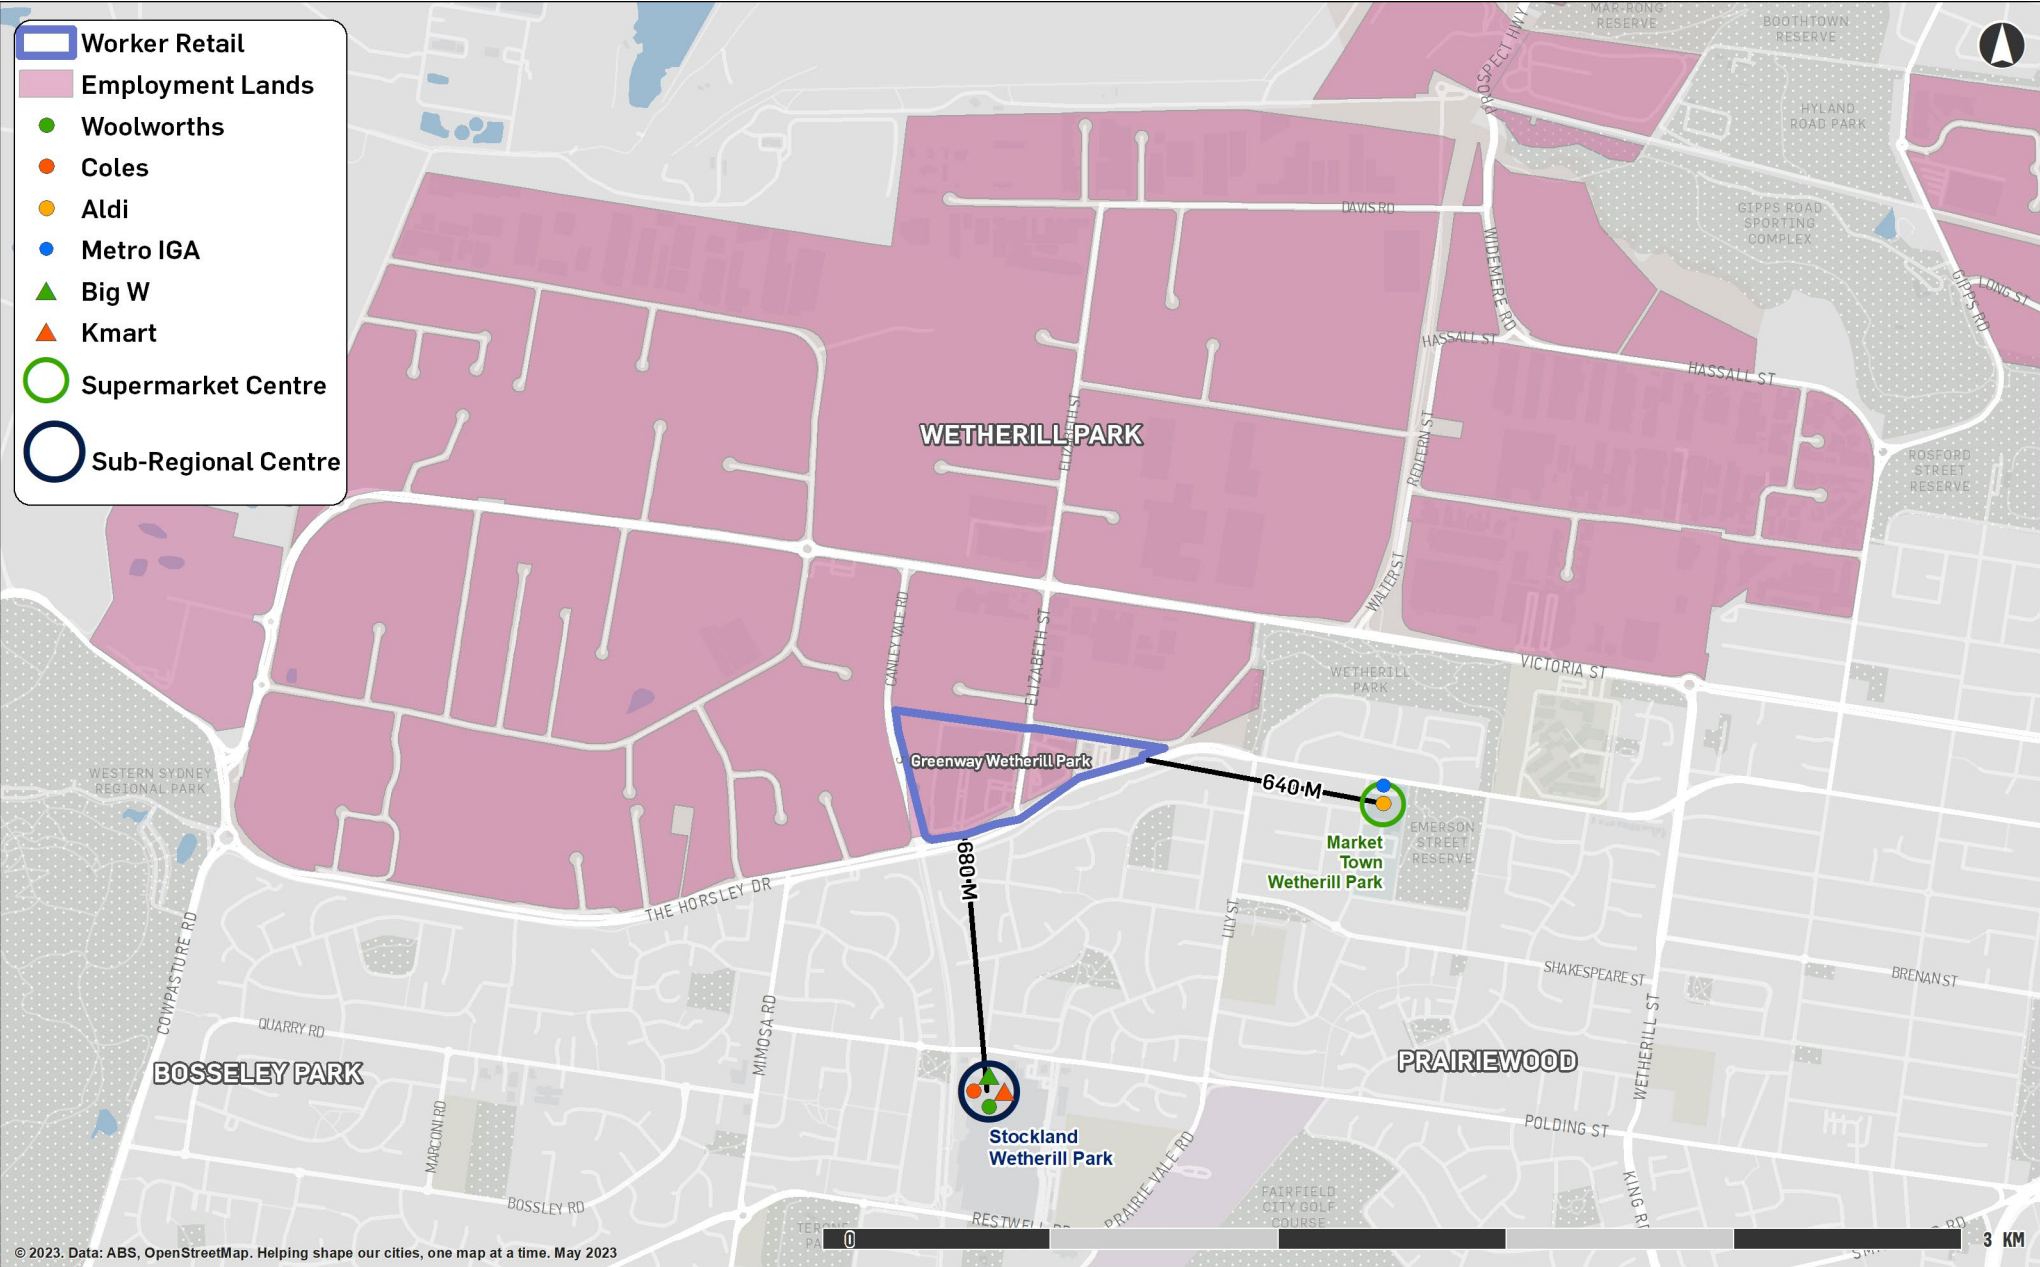 Worker Retail
Employment Lands
Woolworths
Coles
Aldi
Metro IGA
Big W
Kmart
Supermarket Centre
Sub-Regional Centre
MAR-RONG
RESERVE
BOOTHTOWN
RESERVE
PROSPECT HWY
HYLAND
ROAD PARK
DAVIS RD
GIPPS ROAD
SPORTING
COMPLEX
WIDEMERE RD
GIPPS RD
LONG ST
HASSALL ST
HASSALL ST
WETHERILL PARK
ELIZABETH ST
REDFERN ST
ROSFORD
STREET
RESERVE
WALTER ST
CANLEY VALE RD
ELIZABETH ST
WETHERILL
PARK
VICTORIA ST
Greenway Wetherill Park
WESTERN SYDNEY
REGIONAL PARK
640 M
Market
Town
Wetherill Park
EMERSON
STREET
RESERVE
680 M
THE HORSLEY DR
LILY ST
COWPASTURE RD
SHAKESPEARE ST
BRENAN ST
MIMOSA RD
QUARRY RD
WETHERILL ST
BOSSELEY PARK
PRAIRIEWOOD
MARCONI RD
POLDING ST
Stockland
Wetherill Park
PRAIRIE VALE RD
KING RD
BOSSLEY RD
FAIRFIELD
CITY GOLF
COURSE
RESTWELL RD
0
3 KM
© 2023. Data: ABS, OpenStreetMap. Helping shape our cities, one map at a time. May 2023